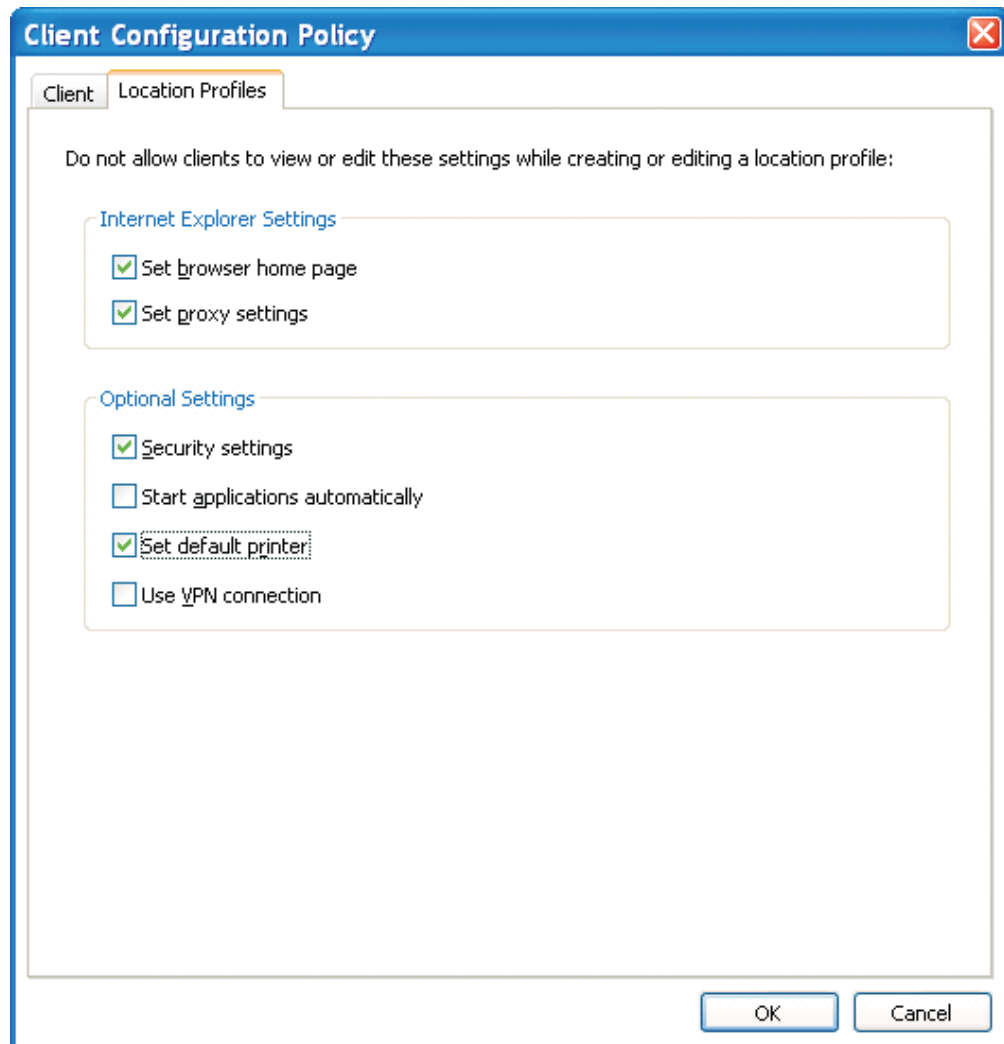 Client Configuration Policy
Client
Location Profiles
Do not allow clients to view or edit these settings while creating or editing a location profile:
Internet Explorer Settings
Set browser home page
Set proxy settings
Optional Settings
Security settings
Start applications automatically
Set default printer
Use VPN connection
OK
Cancel